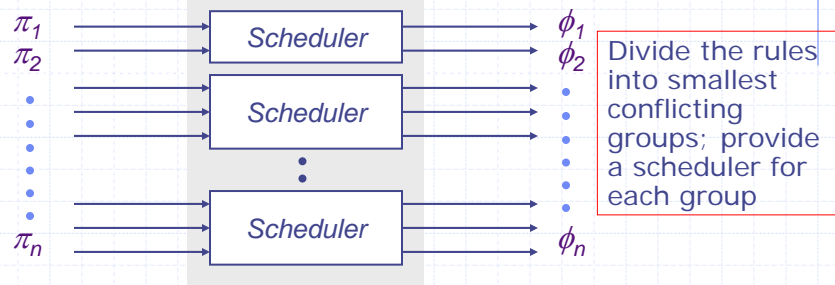 π1
π2
πn
Scheduler
Scheduler
Scheduler
ϕ1
ϕ2
ϕn
Divide the rules
into smallest
conflicting
groups; provide
a scheduler for
each group